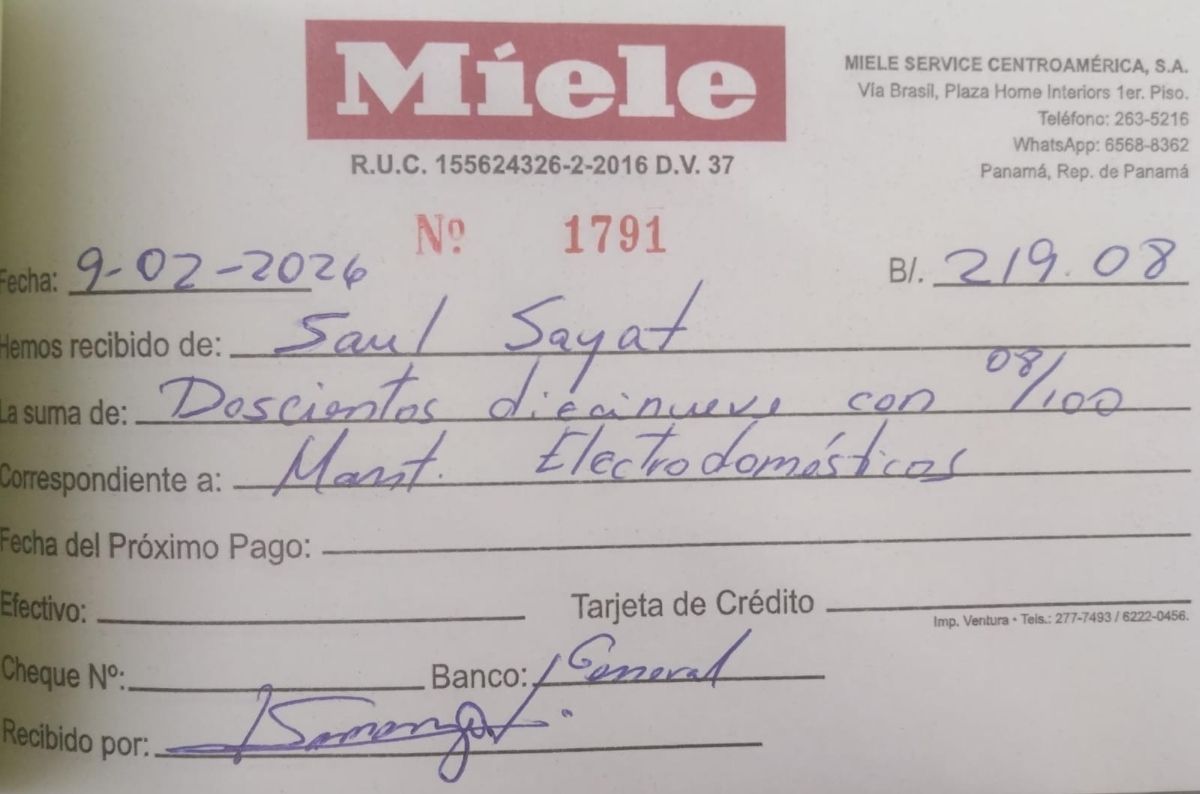 Miele
MIELE SERVICE CENTROAMÉRICA, S.A.
Vía Brasil, Plaza Home Interiors 1er. Piso.
Teléfono: 263-5216
WhatsApp: 6568-8362
Panamá, Rep. de Panamá
R.U.C. 155624326-2-2016 D.V. 37
Nº 1791
Fecha: 9-02-2026 B/. 219.08
Hemos recibido de: Saul Sayat
La suma de: Doscientos diecinueve con 08/100
Correspondiente a: Mant. Electrodomésticos
Fecha del Próximo Pago:
Efectivo: Tarjeta de Crédito
Imp. Ventura • Tels.: 277-7493 / 6222-0456.
Cheque Nº: Banco: General
Recibido por: